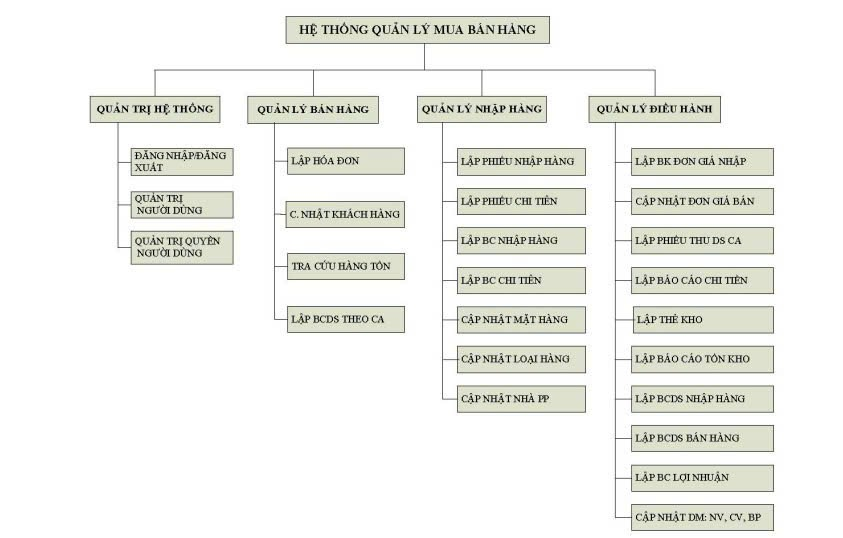 HỆ THỐNG QUẢN LÝ MUA BÁN HÀNG
QUẢN TRỊ HỆ THỐNG
ĐĂNG NHẬP/ĐĂNG
XUẤT
QUẢN TRỊ
NGƯỜI DÙNG
QUẢN TRỊ QUYỀN
NGƯỜI DÙNG
QUẢN LÝ BÁN HÀNG
LẬP HÓA ĐƠN
C. NHẬT KHÁCH HÀNG
TRA CỨU HÀNG TỒN
LẬP BCDS THEO CA
QUẢN LÝ NHẬP HÀNG
LẬP PHIẾU NHẬP HÀNG
LẬP PHIẾU CHI TIỀN
LẬP BC NHẬP HÀNG
LẬP BC CHI TIỀN
CẬP NHẬT MẶT HÀNG
CẬP NHẬT LOẠI HÀNG
CẬP NHẬT NHÀ PP
QUẢN LÝ ĐIỀU HÀNH
LẬP BK ĐƠN GIÁ NHẬP
CẬP NHẬT ĐƠN GIÁ BÁN
LẬP PHIẾU THU DS CA
LẬP BÁO CÁO CHI TIỀN
LẬP THẺ KHO
LẬP BÁO CÁO TỒN KHO
LẬP BCDS NHẬP HÀNG
LẬP BCDS BÁN HÀNG
LẬP BC LỢI NHUẬN
CẬP NHẬT DM: NV, CV, BP